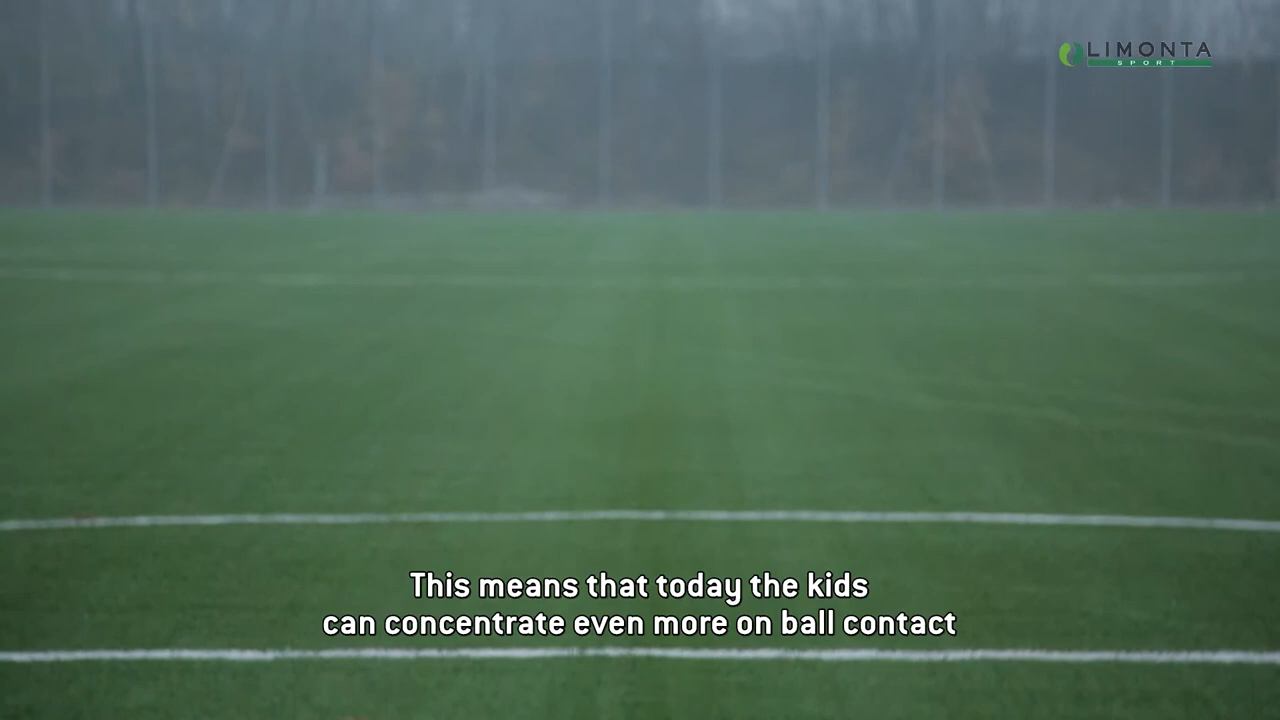 LIMONTA
SPORT
This means that today the kids
can concentrate even more on ball contact